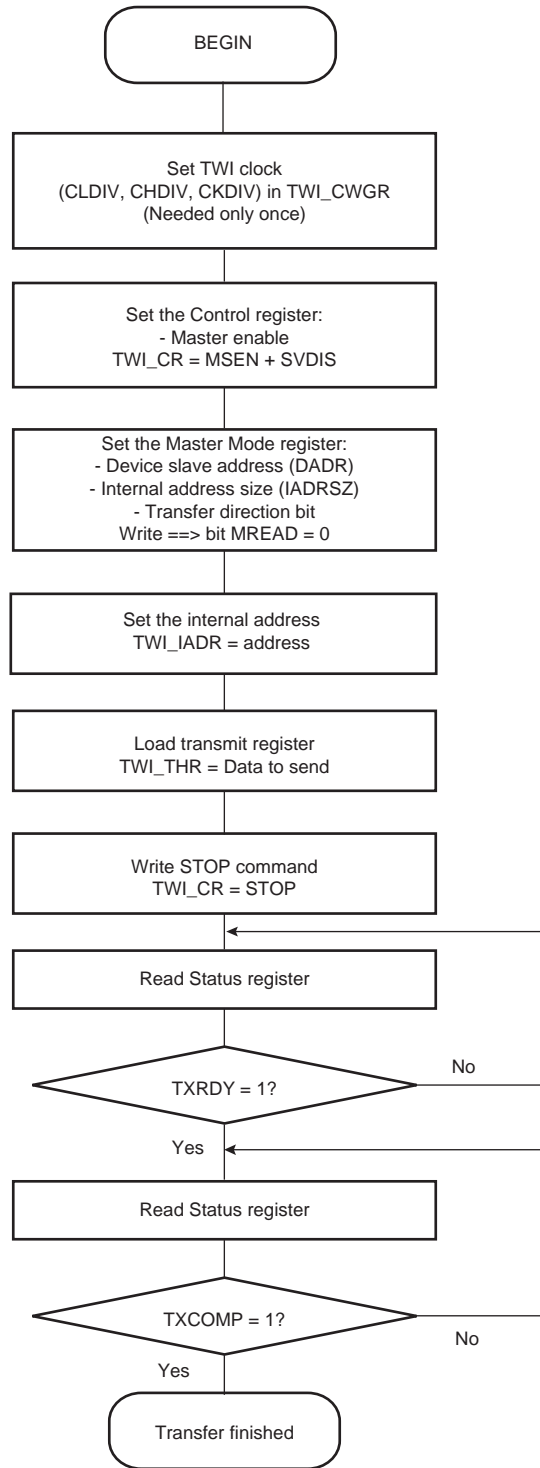 BEGIN
Set TWI clock
(CLDIV, CHDIV, CKDIV) in TWI_CWGR
(Needed only once)
Set the Control register:
- Master enable
TWI_CR = MSEN + SVDIS
Set the Master Mode register:
- Device slave address (DADR)
- Internal address size (IADRSZ)
- Transfer direction bit
Write ==> bit MREAD = 0
Set the internal address
TWI_IADR = address
Load transmit register
TWI_THR = Data to send
Write STOP command
TWI_CR = STOP
Read Status register
TXRDY = 1?
No
Yes
Read Status register
TXCOMP = 1?
No
Yes
Transfer finished